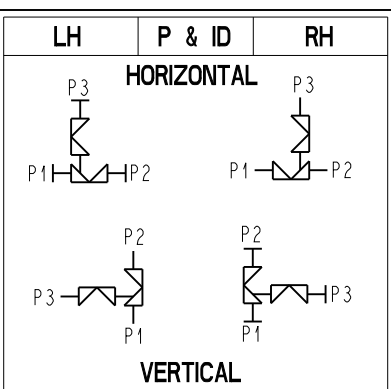 LH P & ID RH
HORIZONTAL
P3 P3
P1 P2 P1 P2
P2 P2
P3 P3
P1 P1
VERTICAL